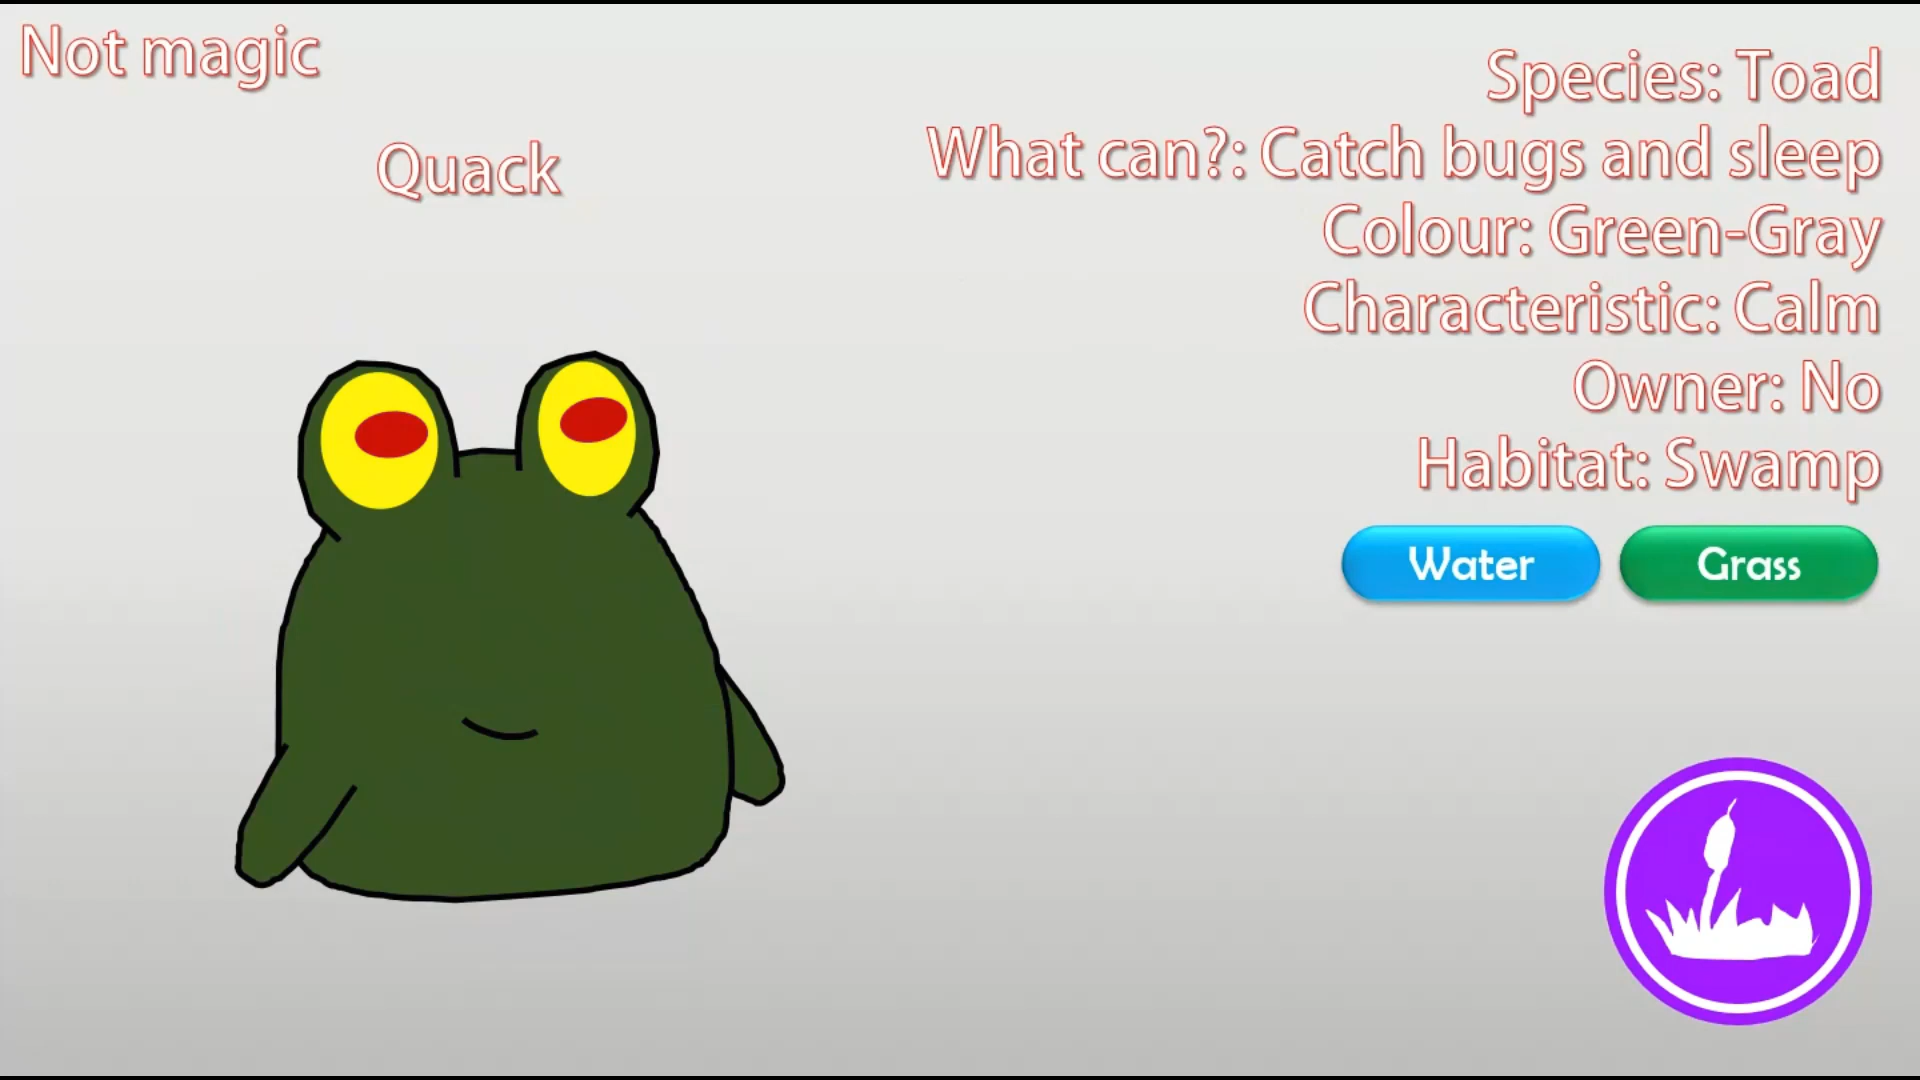 Not magic
Quack
Species: Toad
What can?: Catch bugs and sleep
Colour: Green-Gray
Characteristic: Calm
Owner: No
Habitat: Swamp
Water
Grass